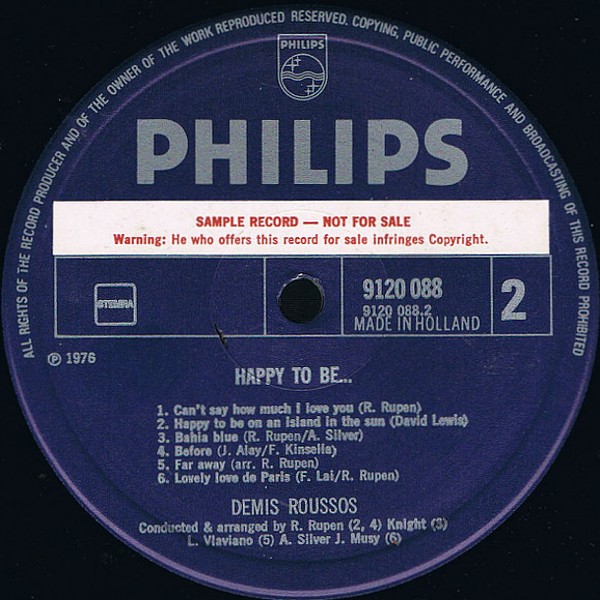 ALL RIGHTS OF THE RECORD PRODUCER AND OF THE OWNER OF THE WORK REPRODUCED RESERVED. COPYING, PUBLIC PERFORMANCE AND BROADCASTING OF THIS RECORD PROHIBITED
PHILIPS
PHILIPS
SAMPLE RECORD — NOT FOR SALE
Warning: He who offers this record for sale infringes Copyright.
STEMRA
9120 088
9120 088.2
MADE IN HOLLAND
2
℗ 1976
HAPPY TO BE...
1. Can't say how much I love you (R. Rupen)
2. Happy to be on an island in the sun (David Lewis)
3. Bahia blue (R. Rupen/A. Silver)
4. Before (J. Alay/F. Kinsella)
5. Far away (arr. R. Rupen)
6. Lovely love de Paris (F. Lai/R. Rupen)
DEMIS ROUSSOS
Conducted & arranged by R. Rupen (2, 4) Knight (3)
L. Vlaviano (5) A. Silver J. Musy (6)